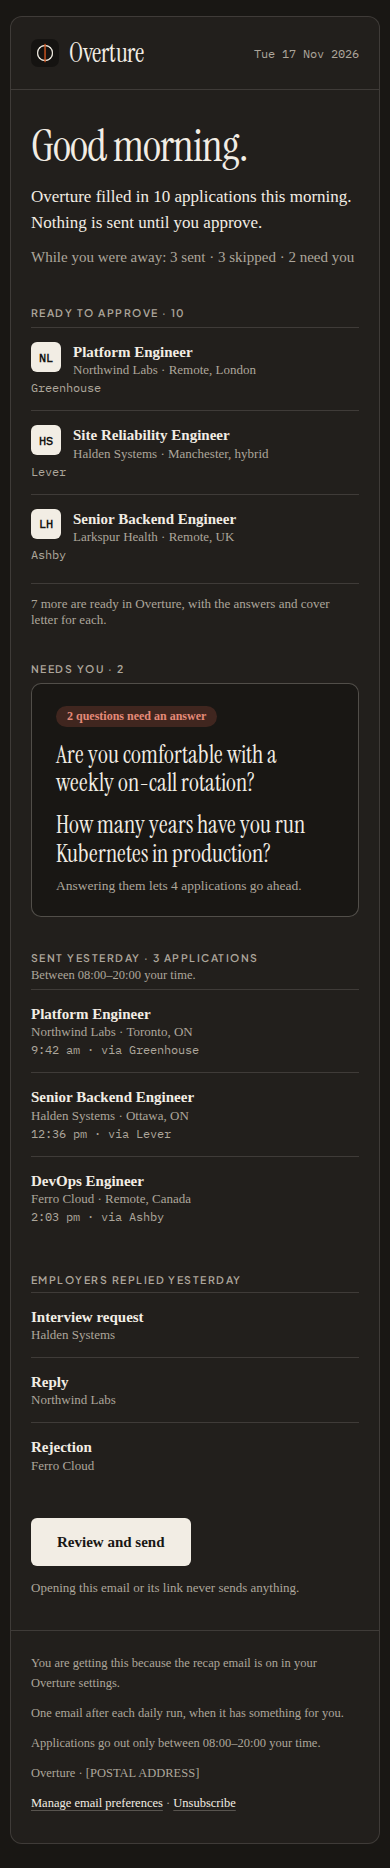 Overture
Tue 17 Nov 2026
Good morning.
Overture filled in 10 applications this morning.
Nothing is sent until you approve.
While you were away: 3 sent · 3 skipped · 2 need you
READY TO APPROVE · 10
NL
Platform Engineer
Northwind Labs · Remote, London
Greenhouse
HS
Site Reliability Engineer
Halden Systems · Manchester, hybrid
Lever
LH
Senior Backend Engineer
Larkspur Health · Remote, UK
Ashby
7 more are ready in Overture, with the answers and cover
letter for each.
NEEDS YOU · 2
2 questions need an answer
Are you comfortable with a
weekly on-call rotation?
How many years have you run
Kubernetes in production?
Answering them lets 4 applications go ahead.
SENT YESTERDAY · 3 APPLICATIONS
Between 08:00–20:00 your time.
Platform Engineer
Northwind Labs · Toronto, ON
9:42 am · via Greenhouse
Senior Backend Engineer
Halden Systems · Ottawa, ON
12:36 pm · via Lever
DevOps Engineer
Ferro Cloud · Remote, Canada
2:03 pm · via Ashby
EMPLOYERS REPLIED YESTERDAY
Interview request
Halden Systems
Reply
Northwind Labs
Rejection
Ferro Cloud
Review and send
Opening this email or its link never sends anything.
You are getting this because the recap email is on in your
Overture settings.
One email after each daily run, when it has something for you.
Applications go out only between 08:00–20:00 your time.
Overture · [POSTAL ADDRESS]
Manage email preferences · Unsubscribe